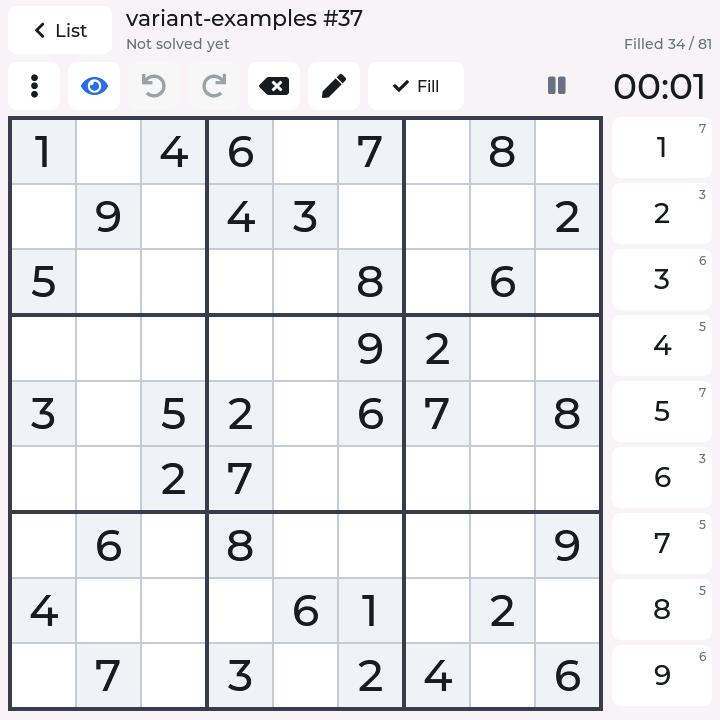 List
variant-examples #37
Not solved yet
Filled 34 / 81
Fill
00:01
1 4 6 7 8
9 4 3 2
5 8 6
9 2
3 5 2 6 7 8
2 7
6 8 9
4 6 1 2
7 3 2 4 6
1 7
2 3
3 6
4 5
5 7
6 3
7 5
8 5
9 6